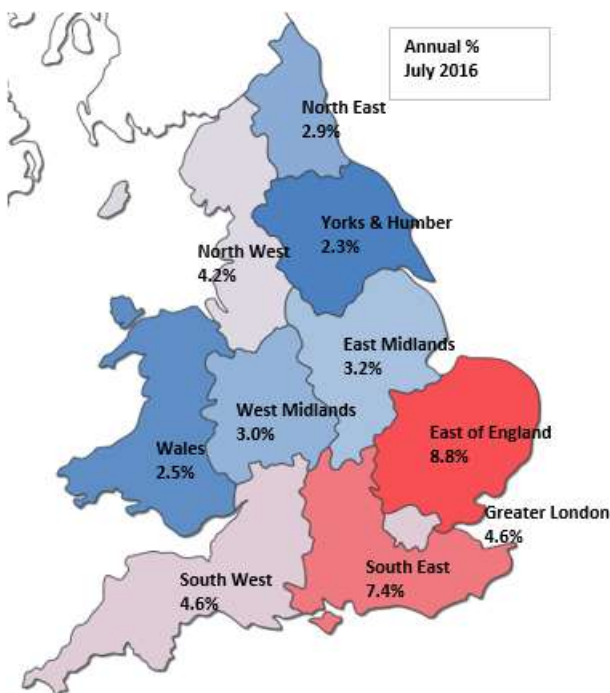 Annual %
July 2016
North East
2.9%
Yorks & Humber
2.3%
North West
4.2%
East Midlands
3.2%
West Midlands
3.0%
East of England
8.8%
Wales
2.5%
Greater London
4.6%
South East
7.4%
South West
4.6%